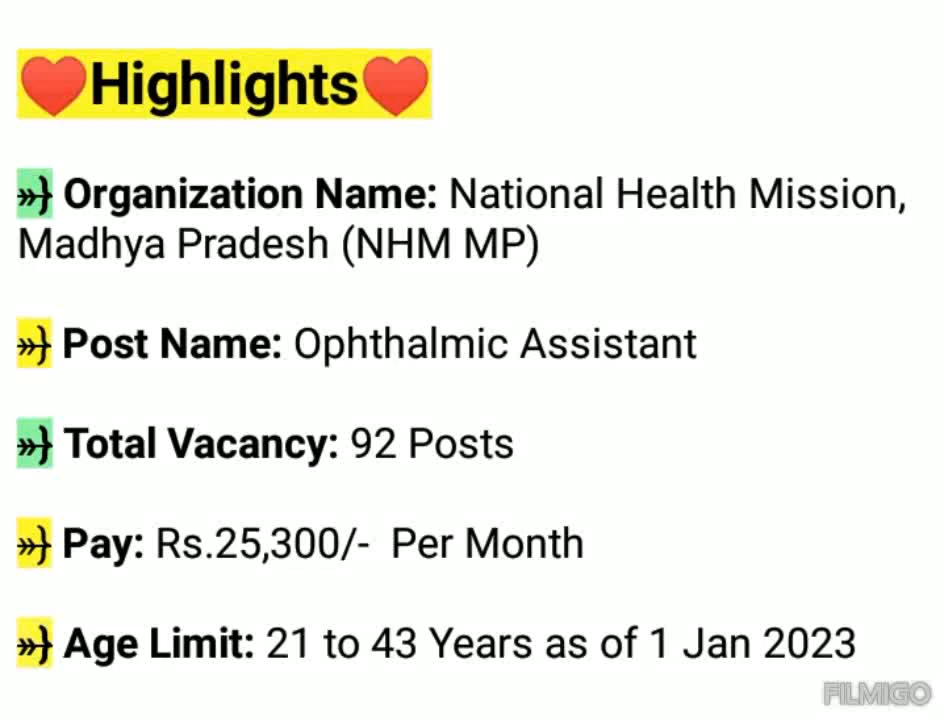 ❤️Highlights❤️
»} Organization Name: National Health Mission,
Madhya Pradesh (NHM MP)
»} Post Name: Ophthalmic Assistant
»} Total Vacancy: 92 Posts
»} Pay: Rs.25,300/- Per Month
»} Age Limit: 21 to 43 Years as of 1 Jan 2023
FILMIGO